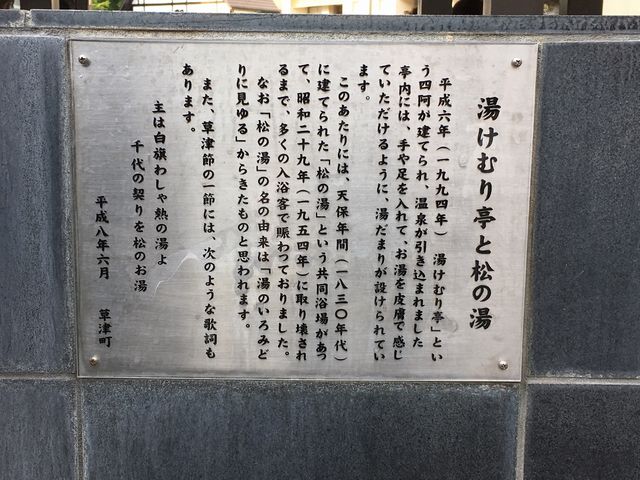 湯けむり亭と松の湯
平成六年(一九九四年)湯けむり亭」とい
う四阿が建てられ、温泉が引き込まれました
亭内には、手や足を入れて、お湯を皮膚で感じ
ていただけるように、湯だまりが設けられてい
ます。
このあたりには、天保年間(一八三〇年代)
に建てられた「松の湯」という共同浴場があっ
て、昭和二十九年(一九五四年)に取り壊され
るまで、多くの入浴客で賑わっておりました。
なお「松の湯」の名の由来は「湯のいろみど
りに見ゆる」からきたものと思われます。
また、草津節の一節には、次のような歌詞も
あります。
主は白旗わしゃ熱の湯よ
千代の契りを松のお湯
平成八年六月 草津町